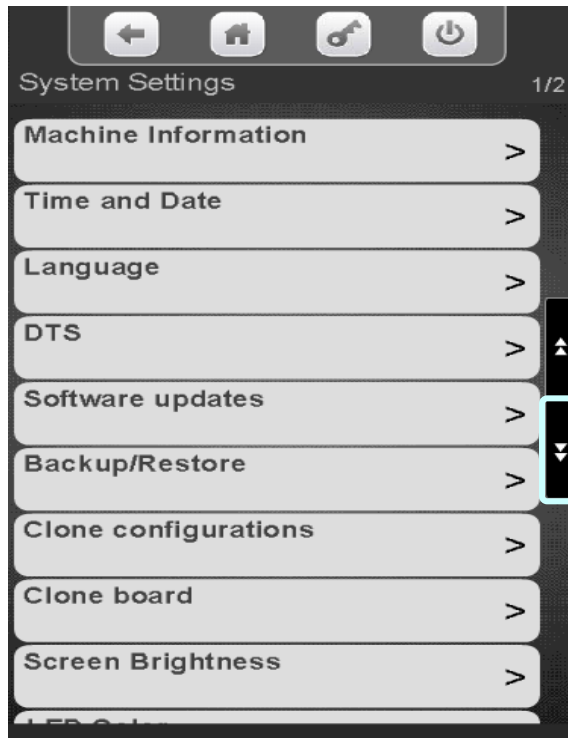 System Settings
1/2
Machine Information
>
Time and Date
>
Language
>
DTS
>
Software updates
>
Backup/Restore
>
Clone configurations
>
Clone board
>
Screen Brightness
>